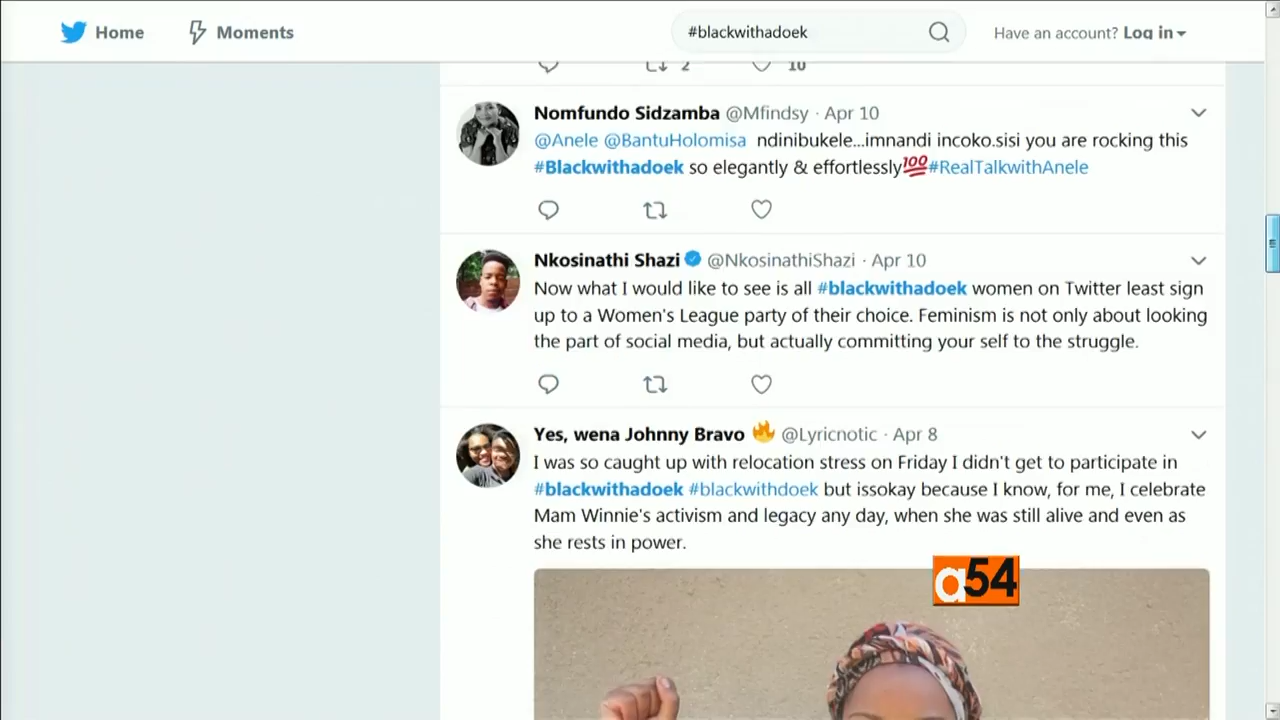 Home
Moments
#blackwithadoek
Have an account? Log in
2
10
Nomfundo Sidzamba @Mfindsy · Apr 10
@Anele @BantuHolomisa ndinibukele...imnandi incoko.sisi you are rocking this
#Blackwithadoek so elegantly & effortlessly💯#RealTalkwithAnele
Nkosinathi Shazi @NkosinathiShazi · Apr 10
Now what I would like to see is all #blackwithadoek women on Twitter least sign
up to a Women's League party of their choice. Feminism is not only about looking
the part of social media, but actually committing your self to the struggle.
Yes, wena Johnny Bravo 🔥 @Lyricnotic · Apr 8
I was so caught up with relocation stress on Friday I didn't get to participate in
#blackwithadoek #blackwithdoek but issokay because I know, for me, I celebrate
Mam Winnie's activism and legacy any day, when she was still alive and even as
she rests in power.
a54